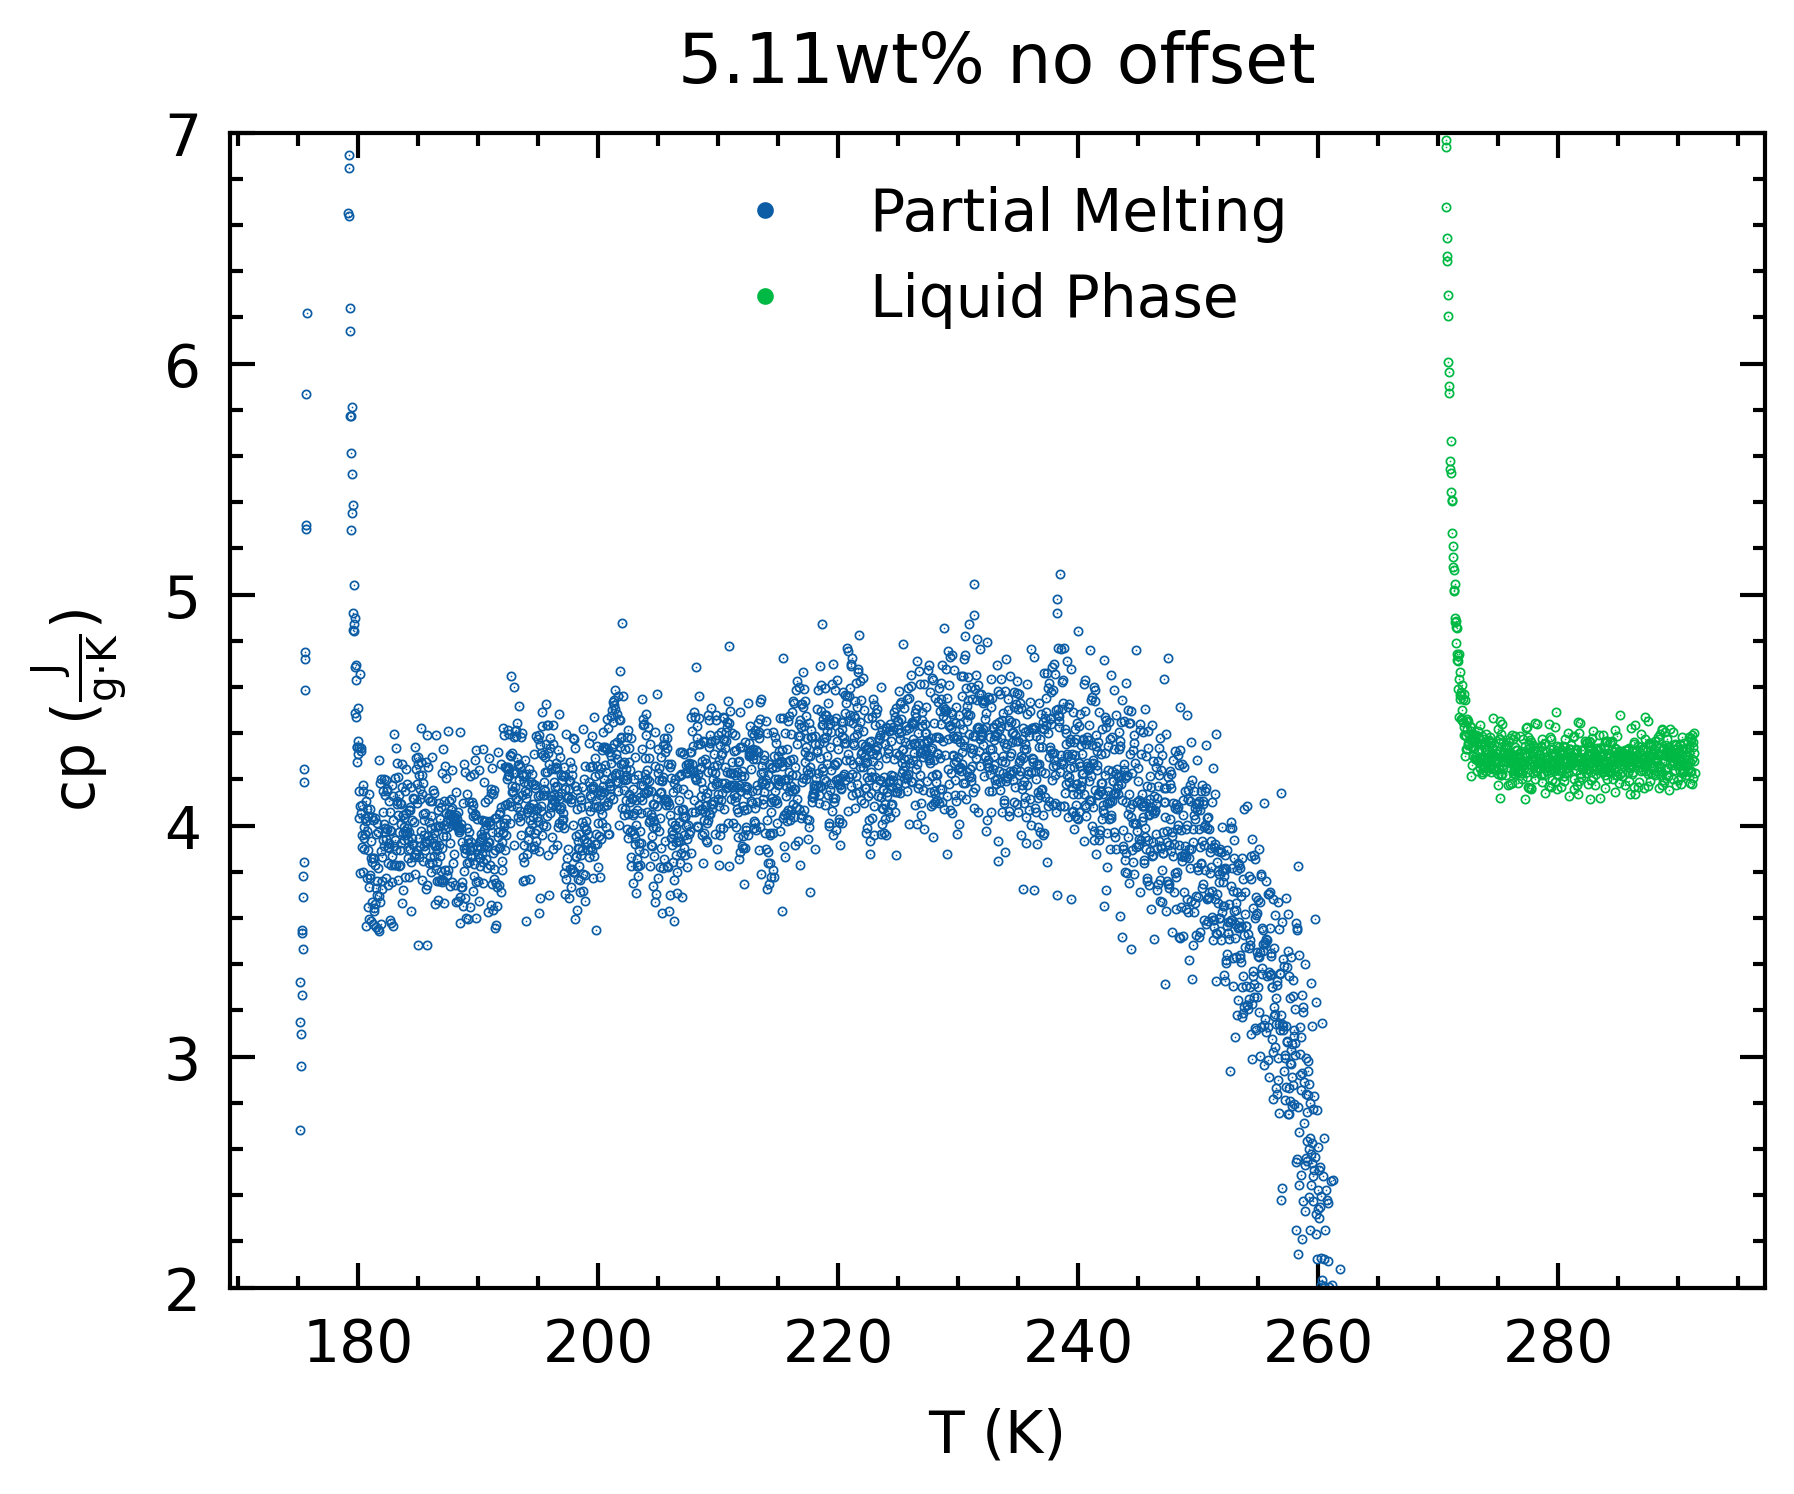 5.11wt% no offset
7
6
5
4
3
2
cp (J/g·K)
Partial Melting
Liquid Phase
180 200 220 240 260 280
T (K)